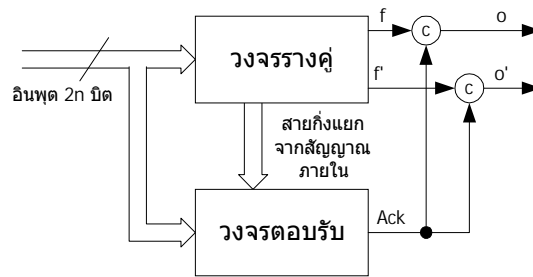 f
o
C
วงจรรางคู่
f'
o'
C
อินพุต 2n บิต
สายกิ่งแยก
จากสัญญาณ
ภายใน
วงจรตอบรับ
Ack